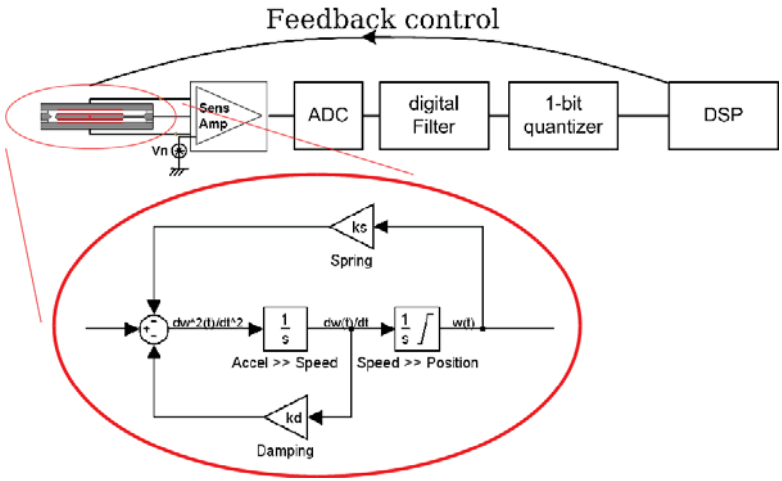 Feedback control
Sens
Amp
Vn
ADC
digital
Filter
1-bit
quantizer
DSP
ks
Spring
+
-
-
dw^2(t)/dt^2
1
s
dw(t)/dt
1
s
w(t)
Accel >> Speed
Speed >> Position
kd
Damping